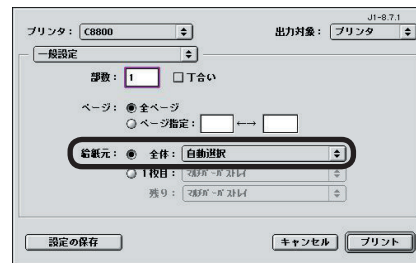 J1-8.7.1
プリンタ： C8800 出力対象： プリンタ
一般設定
部数： 1 丁合い
ページ： 全ページ
ページ指定： ←→
給紙元： 全体： 自動選択
1枚目： ﾏﾙﾁﾊﾟｰﾊﾟｽﾄﾚｲ
残り： ﾏﾙﾁﾊﾟｰﾊﾟｽﾄﾚｲ
設定の保存 キャンセル プリント